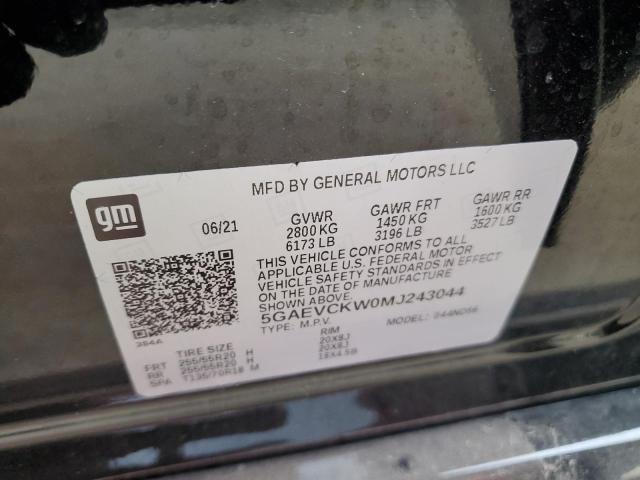 MFD BY GENERAL MOTORS LLC
gm
06/21
GVWR
2800 KG
6173 LB
GAWR FRT
1450 KG
3196 LB
GAWR RR
1600 KG
3527 LB
THIS VEHICLE CONFORMS TO ALL
APPLICABLE U.S. FEDERAL MOTOR
VEHICLE SAFETY STANDARDS IN EFFECT
ON THE DATE OF MANUFACTURE
SHOWN ABOVE.
5GAEVCKW0MJ243044
TYPE: M.P.V. MODEL:
TIRE SIZE RIM
FRT 255/55R20 H 20X8J
RR 255/55R20 H 20X8J
SPA T135/70R18 M 18X4.5B